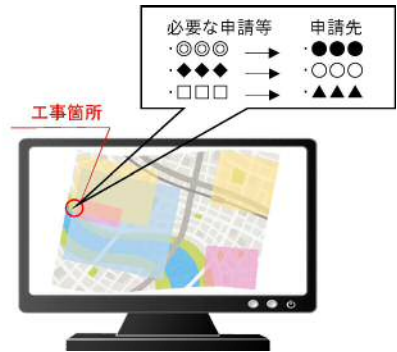 必要な申請等 申請先
・◎◎◎ → ・●●●
・◆◆◆ → ・○○○
・□□□ → ・▲▲▲
工事箇所